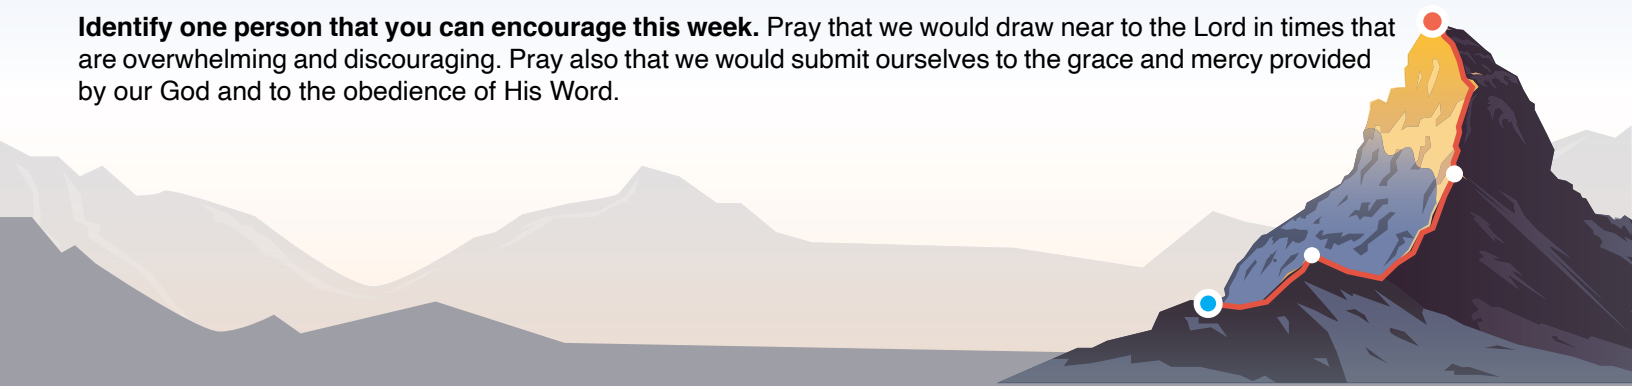 Identify one person that you can encourage this week. Pray that we would draw near to the Lord in times that
are overwhelming and discouraging. Pray also that we would submit ourselves to the grace and mercy provided
by our God and to the obedience of His Word.